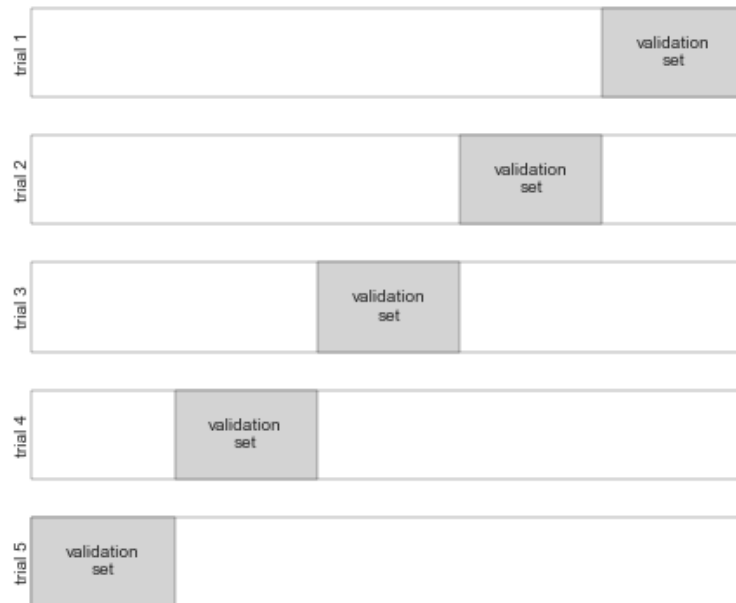 trial 1
validation
set
trial 2
validation
set
trial 3
validation
set
trial 4
validation
set
trial 5
validation
set